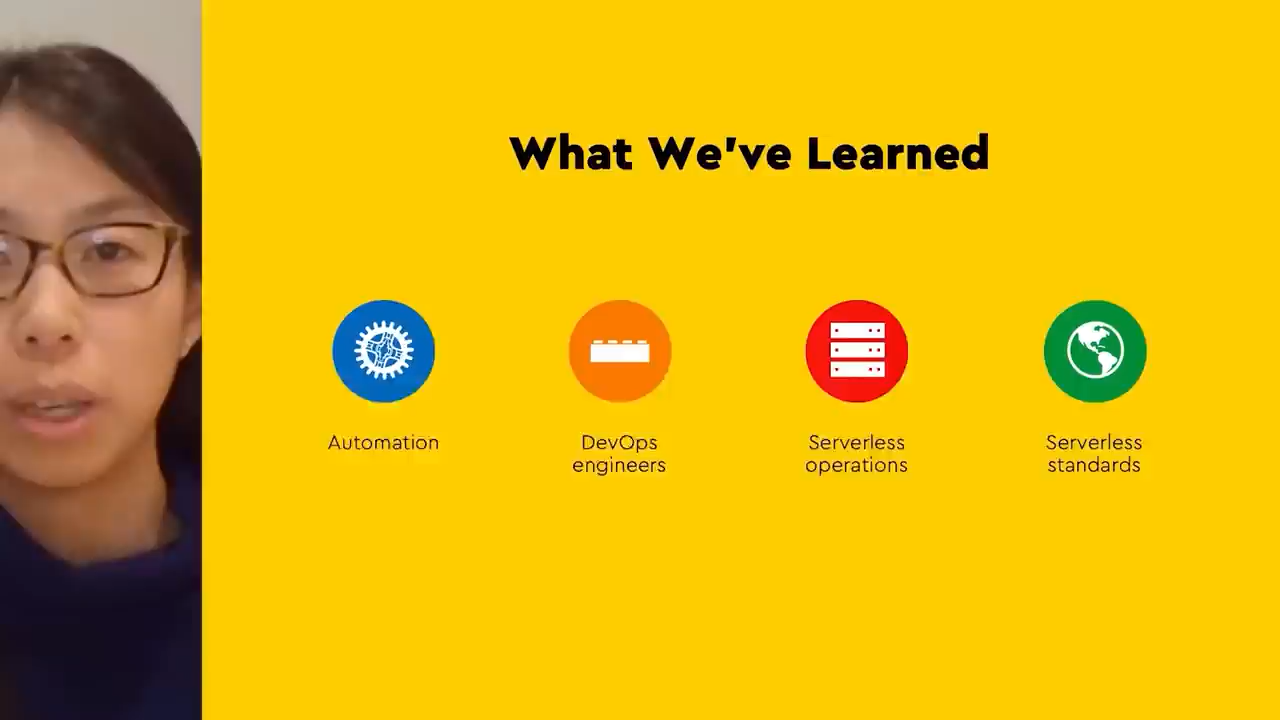 What We've Learned
Automation
DevOps
engineers
Serverless
operations
Serverless
standards